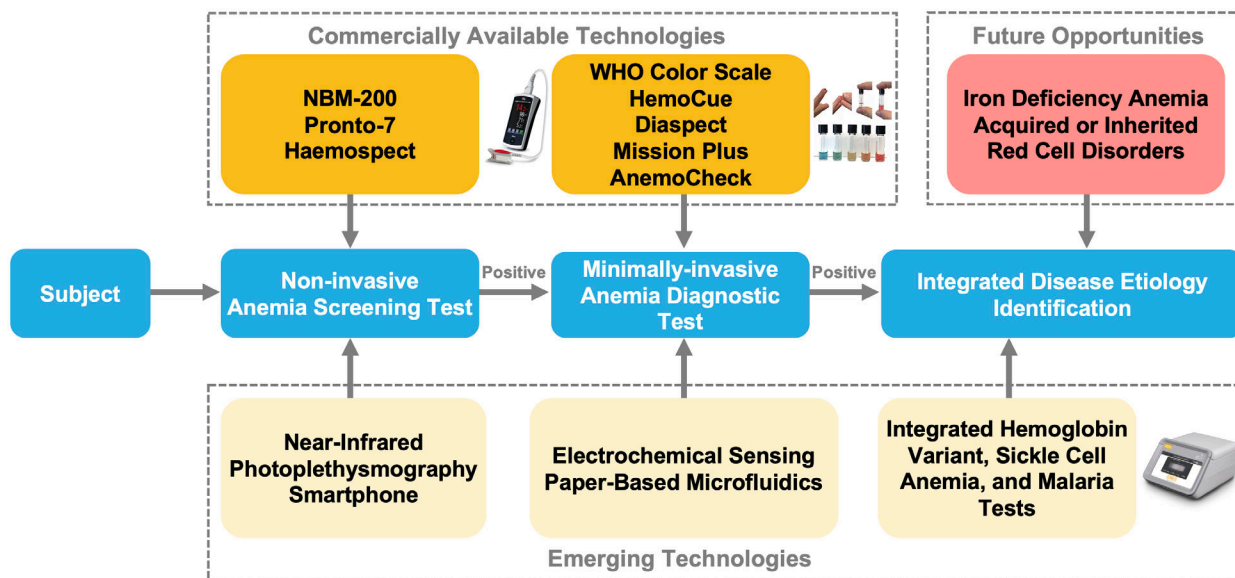 Commercially Available Technologies
Future Opportunities
NBM-200
Pronto-7
Haemospect
WHO Color Scale
HemoCue
Diaspect
Mission Plus
AnemoCheck
Iron Deficiency Anemia
Acquired or Inherited
Red Cell Disorders
Subject
Non-invasive
Anemia Screening Test
Positive
Minimally-invasive
Anemia Diagnostic
Test
Positive
Integrated Disease Etiology
Identification
Near-Infrared
Photoplethysmography
Smartphone
Electrochemical Sensing
Paper-Based Microfluidics
Integrated Hemoglobin
Variant, Sickle Cell
Anemia, and Malaria
Tests
Emerging Technologies